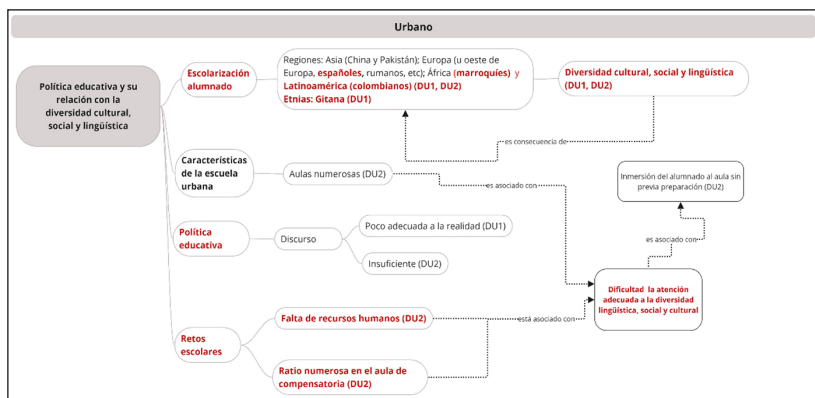 Urbano
Política educativa y su
relación con la
diversidad cultural,
social y lingüística
Escolarización
alumnado
Regiones: Asia (China y Pakistán); Europa (u oeste de
Europa, españoles, rumanos, etc); África (marroquíes) y
Latinoamérica (colombianos) (DU1, DU2)
Etnias: Gitana (DU1)
Diversidad cultural, social y lingüística
(DU1, DU2)
es consecuencia de
Características
de la escuela
urbana
Aulas numerosas (DU2)
es asociado con
Inmersión del alumnado al aula sin
previa preparación (DU2)
es asociado con
Política
educativa
Discurso
Poco adecuada a la realidad (DU1)
Insuficiente (DU2)
Dificultad la atención
adecuada a la diversidad
lingüística, social y cultural
Retos
escolares
Falta de recursos humanos (DU2)
está asociado con
Ratio numerosa en el aula de
compensatoria (DU2)